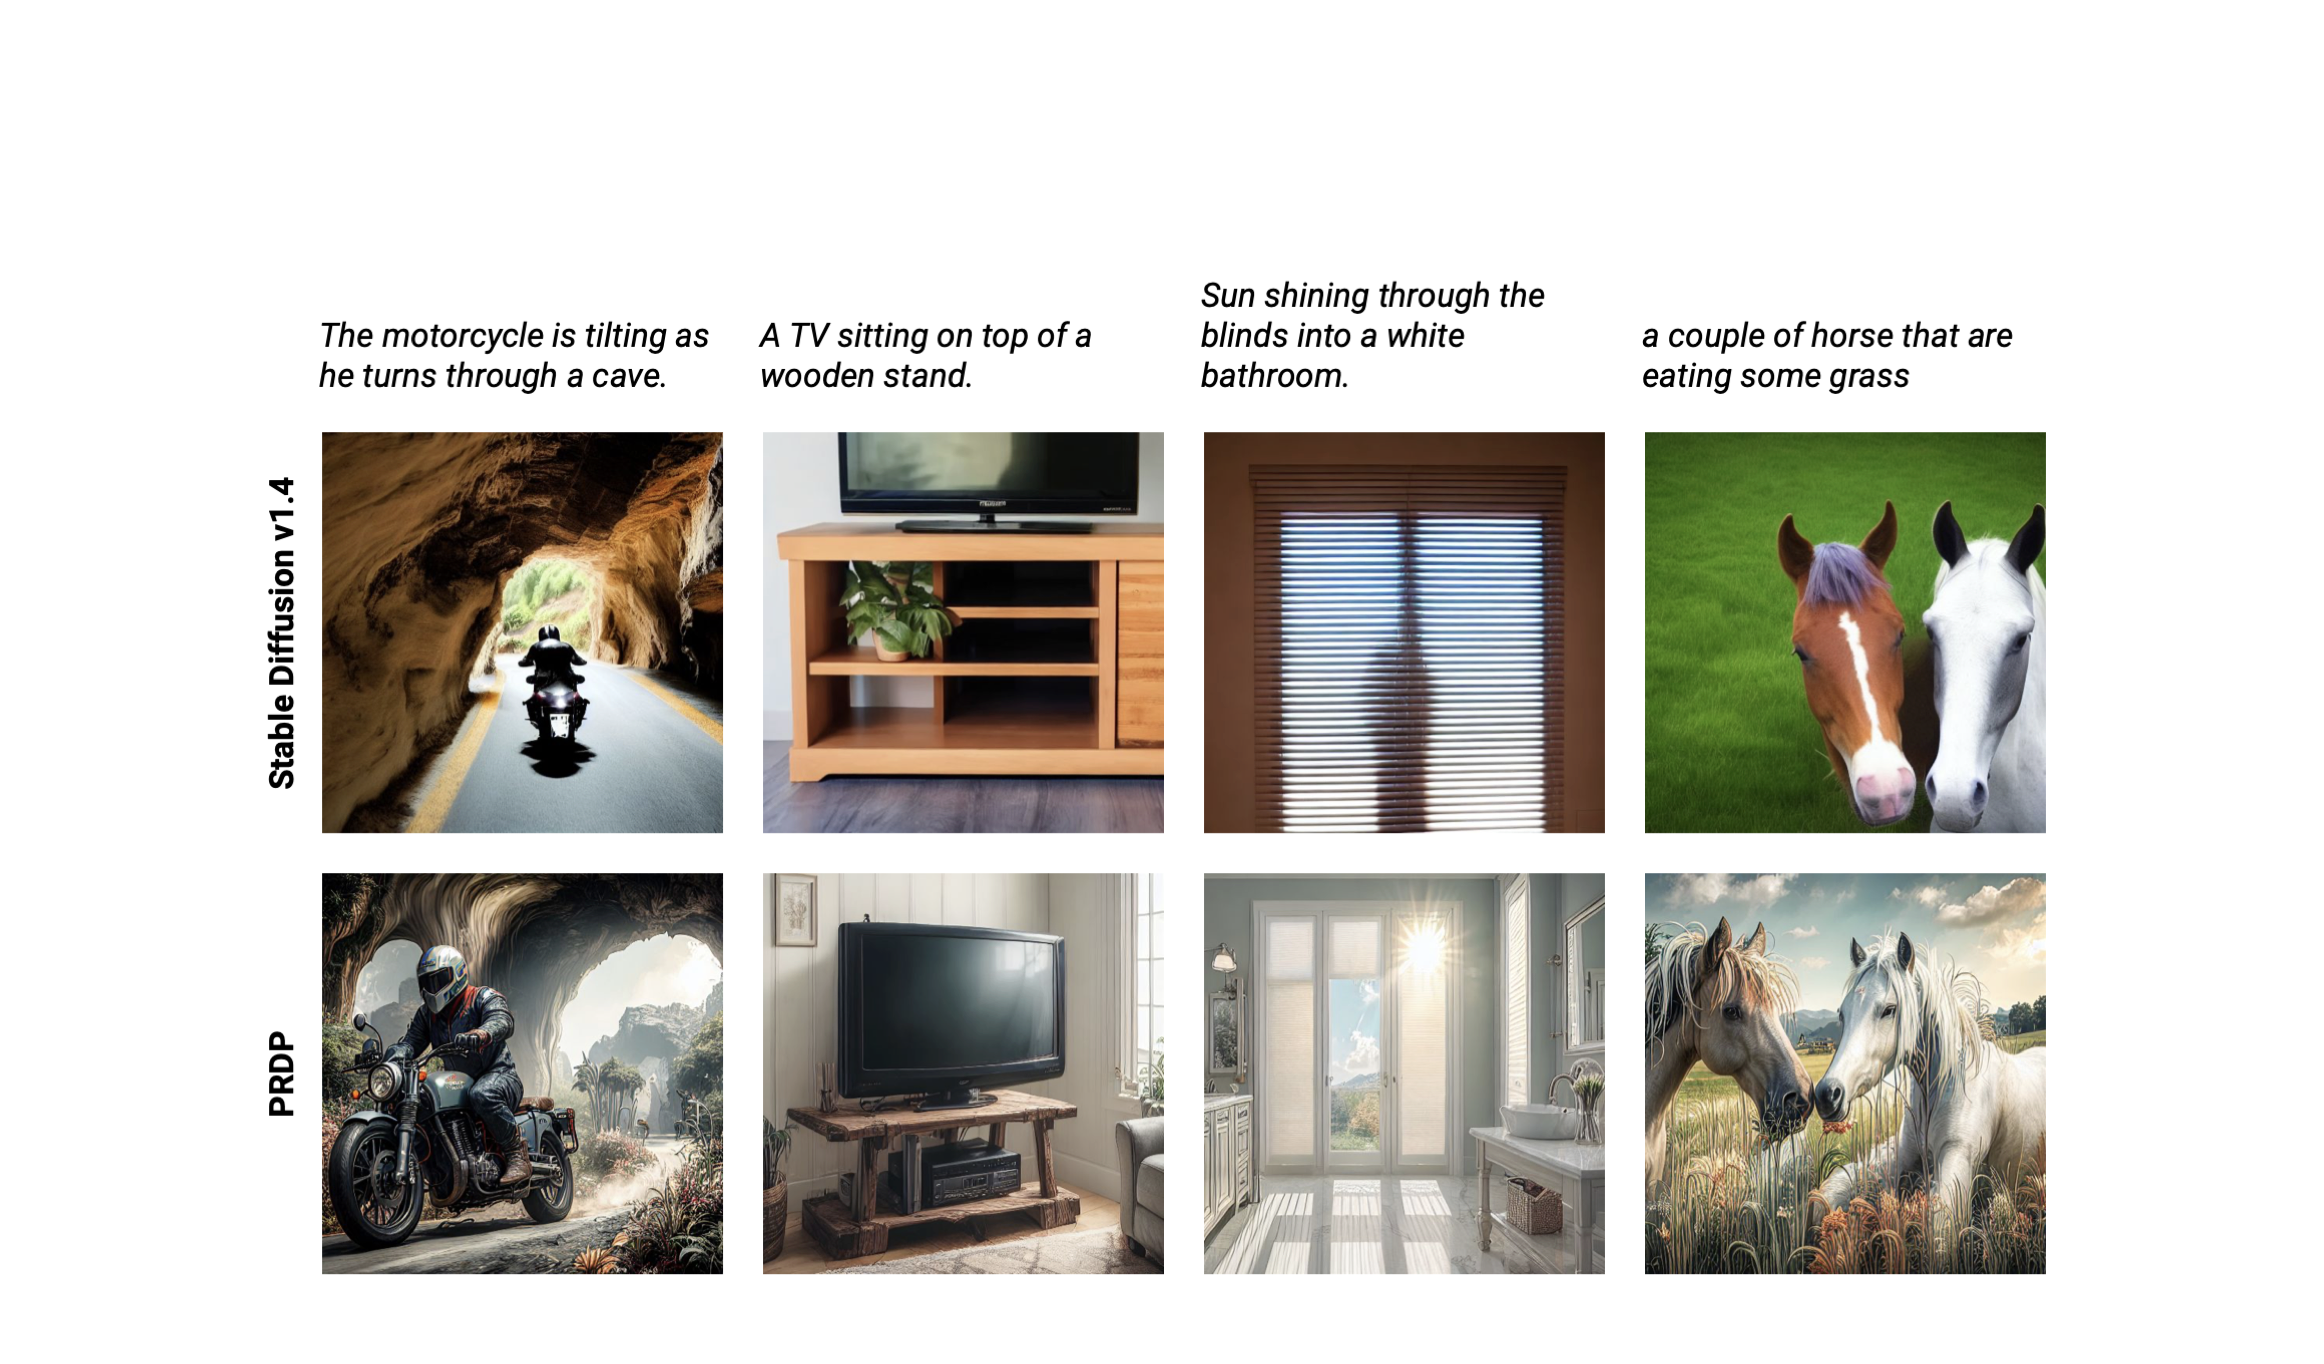 The motorcycle is tilting as
he turns through a cave.
A TV sitting on top of a
wooden stand.
Sun shining through the
blinds into a white
bathroom.
a couple of horse that are
eating some grass
Stable Diffusion v1.4
PRDP